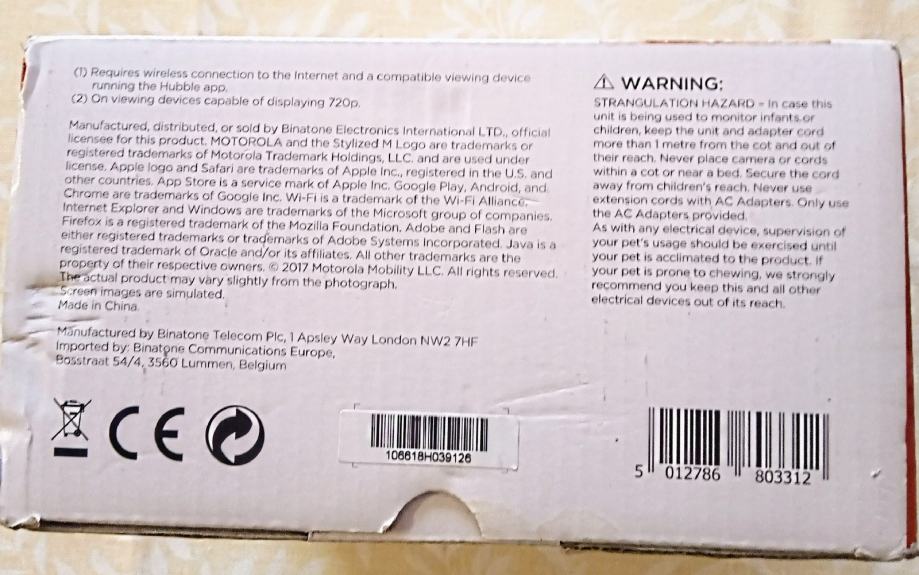 (1) Requires wireless connection to the Internet and a compatible viewing device
running the Hubble app.
(2) On viewing devices capable of displaying 720p.
Manufactured, distributed, or sold by Binatone Electronics International LTD., official
licensee for this product. MOTOROLA and the Stylized M Logo are trademarks or
registered trademarks of Motorola Trademark Holdings, LLC. and are used under
license. Apple logo and Safari are trademarks of Apple Inc., registered in the U.S. and
other countries. App Store is a service mark of Apple Inc. Google Play, Android, and
Chrome are trademarks of Google Inc. Wi-Fi is a trademark of the Wi-Fi Alliance.
Internet Explorer and Windows are trademarks of the Microsoft group of companies.
Firefox is a registered trademark of the Mozilla Foundation. Adobe and Flash are
either registered trademarks or trademarks of Adobe Systems Incorporated. Java is a
registered trademark of Oracle and/or its affiliates. All other trademarks are the
property of their respective owners. © 2017 Motorola Mobility LLC. All rights reserved.
The actual product may vary slightly from the photograph.
Screen images are simulated.
Made in China.
Manufactured by Binatone Telecom Plc, 1 Apsley Way London NW2 7HF
Imported by: Binatone Communications Europe,
Bosstraat 54/4, 3560 Lummen, Belgium
CE
106618H039126
WARNING:
STRANGULATION HAZARD - In case this
unit is being used to monitor infants or
children, keep the unit and adapter cord
more than 1 metre from the cot and out of
their reach. Never place camera or cords
within a cot or near a bed. Secure the cord
away from children's reach. Never use
extension cords with AC Adapters. Only use
the AC Adapters provided.
As with any electrical device, supervision of
your pet's usage should be exercised until
your pet is acclimated to the product. If
your pet is prone to chewing, we strongly
recommend you keep this and all other
electrical devices out of its reach.
5 012786 803312